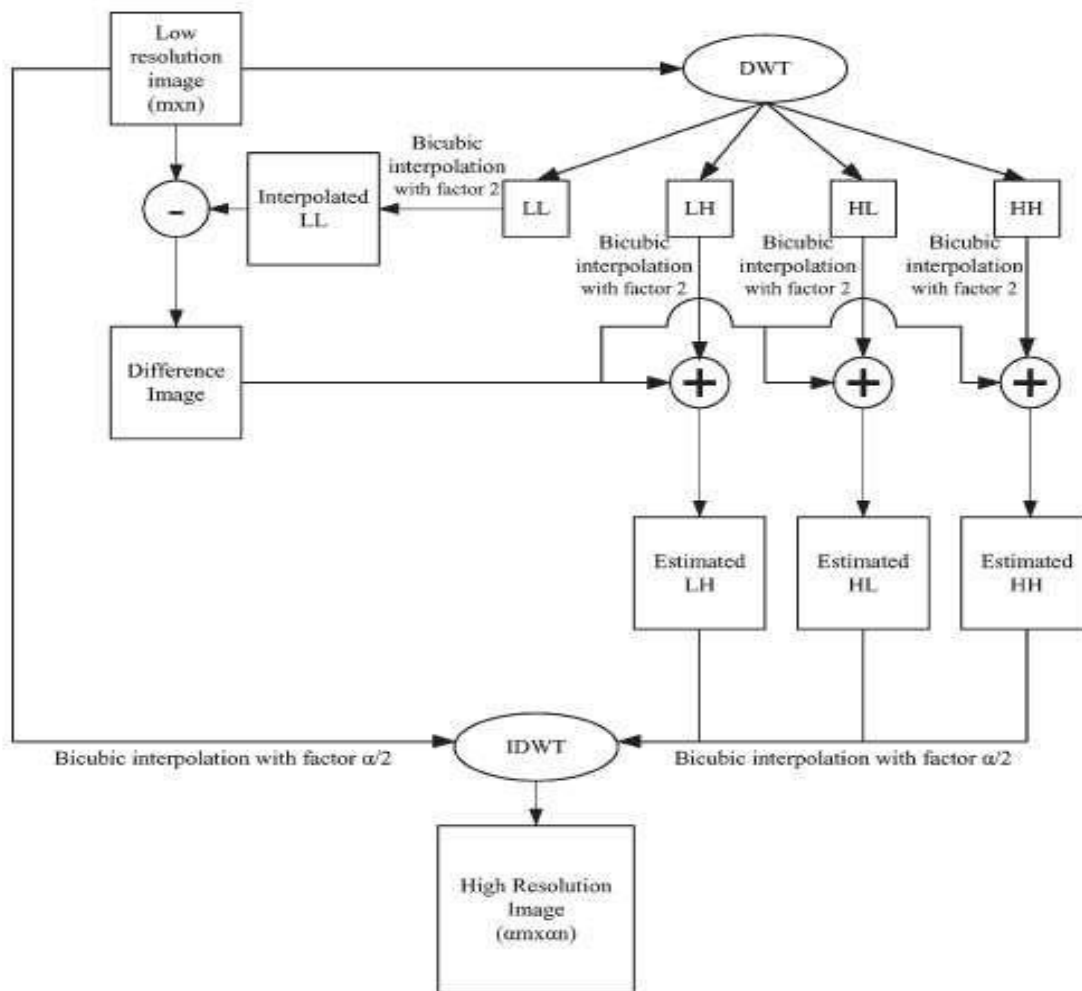 Low
resolution
image
(mxn)
DWT
Bicubic
interpolation
with factor 2
Interpolated
LL
-
LL
LH
HL
HH
Bicubic
interpolation
with factor 2
Bicubic
interpolation
with factor 2
Bicubic
interpolation
with factor 2
Difference
Image
+
+
+
Estimated
LH
Estimated
HL
Estimated
HH
IDWT
Bicubic interpolation with factor α/2
Bicubic interpolation with factor α/2
High Resolution
Image
(αmxαn)